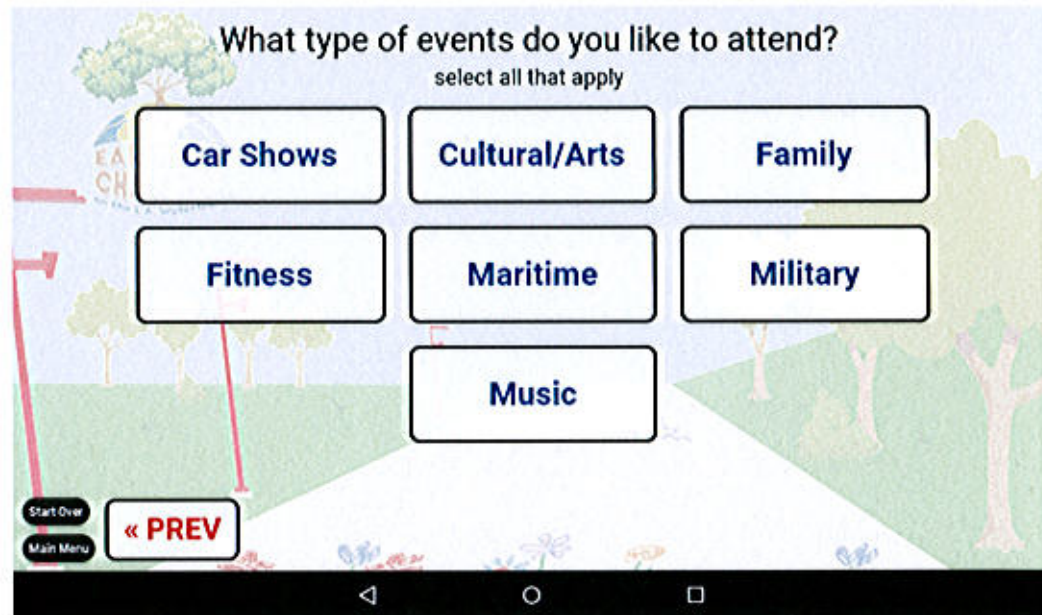 What type of events do you like to attend?
select all that apply
Car Shows
Cultural/Arts
Family
Fitness
Maritime
Military
Music
Start Over
« PREV
Main Menu